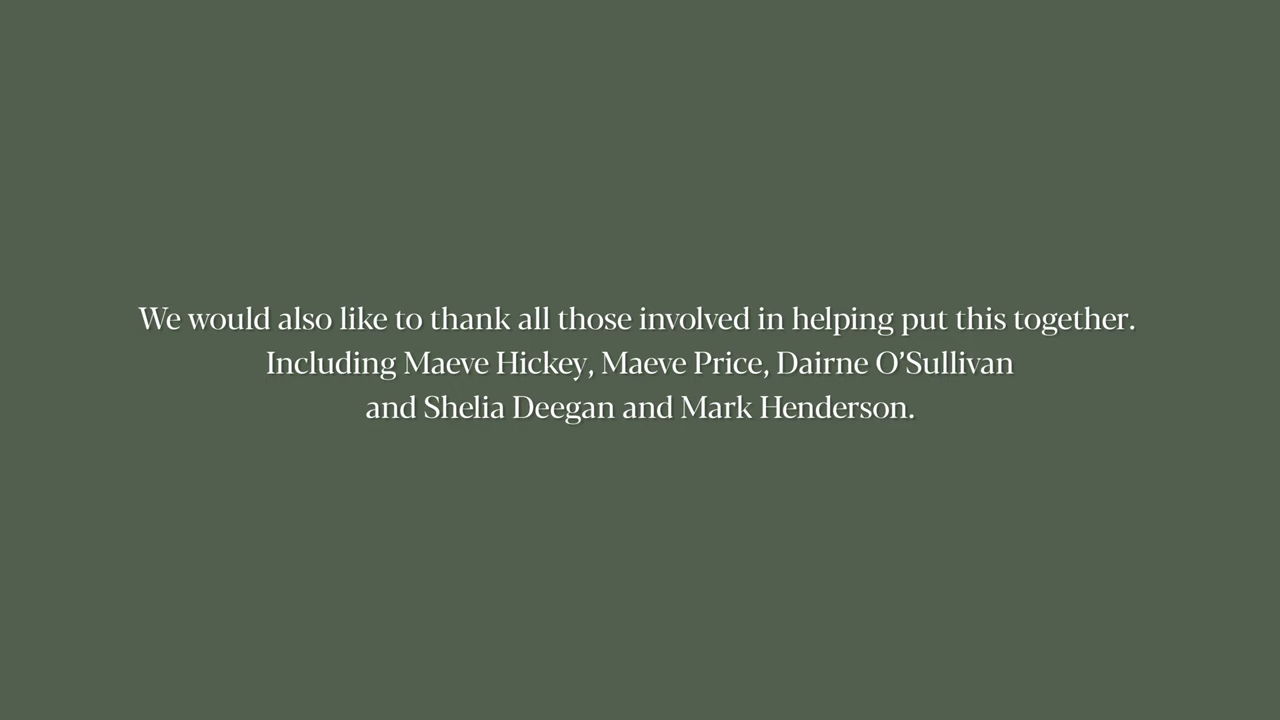 We would also like to thank all those involved in helping put this together.
Including Maeve Hickey, Maeve Price, Dairne O’Sullivan
and Shelia Deegan and Mark Henderson.